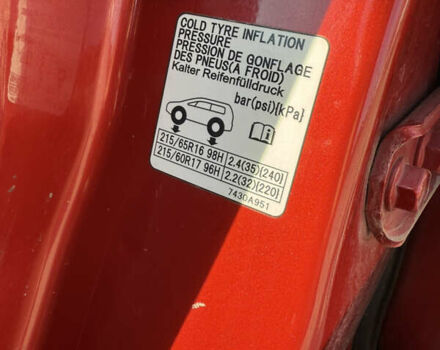 COLD TYRE INFLATION
PRESSURE
PRESSION DE GONFLAGE
DES PNEUS(A FROID)
Kalter Reifenfülldruck
bar(psi){kPa}
215/65R16 98H 2.4(35){240}
215/60R17 96H 2.2(32){220}
7430A951